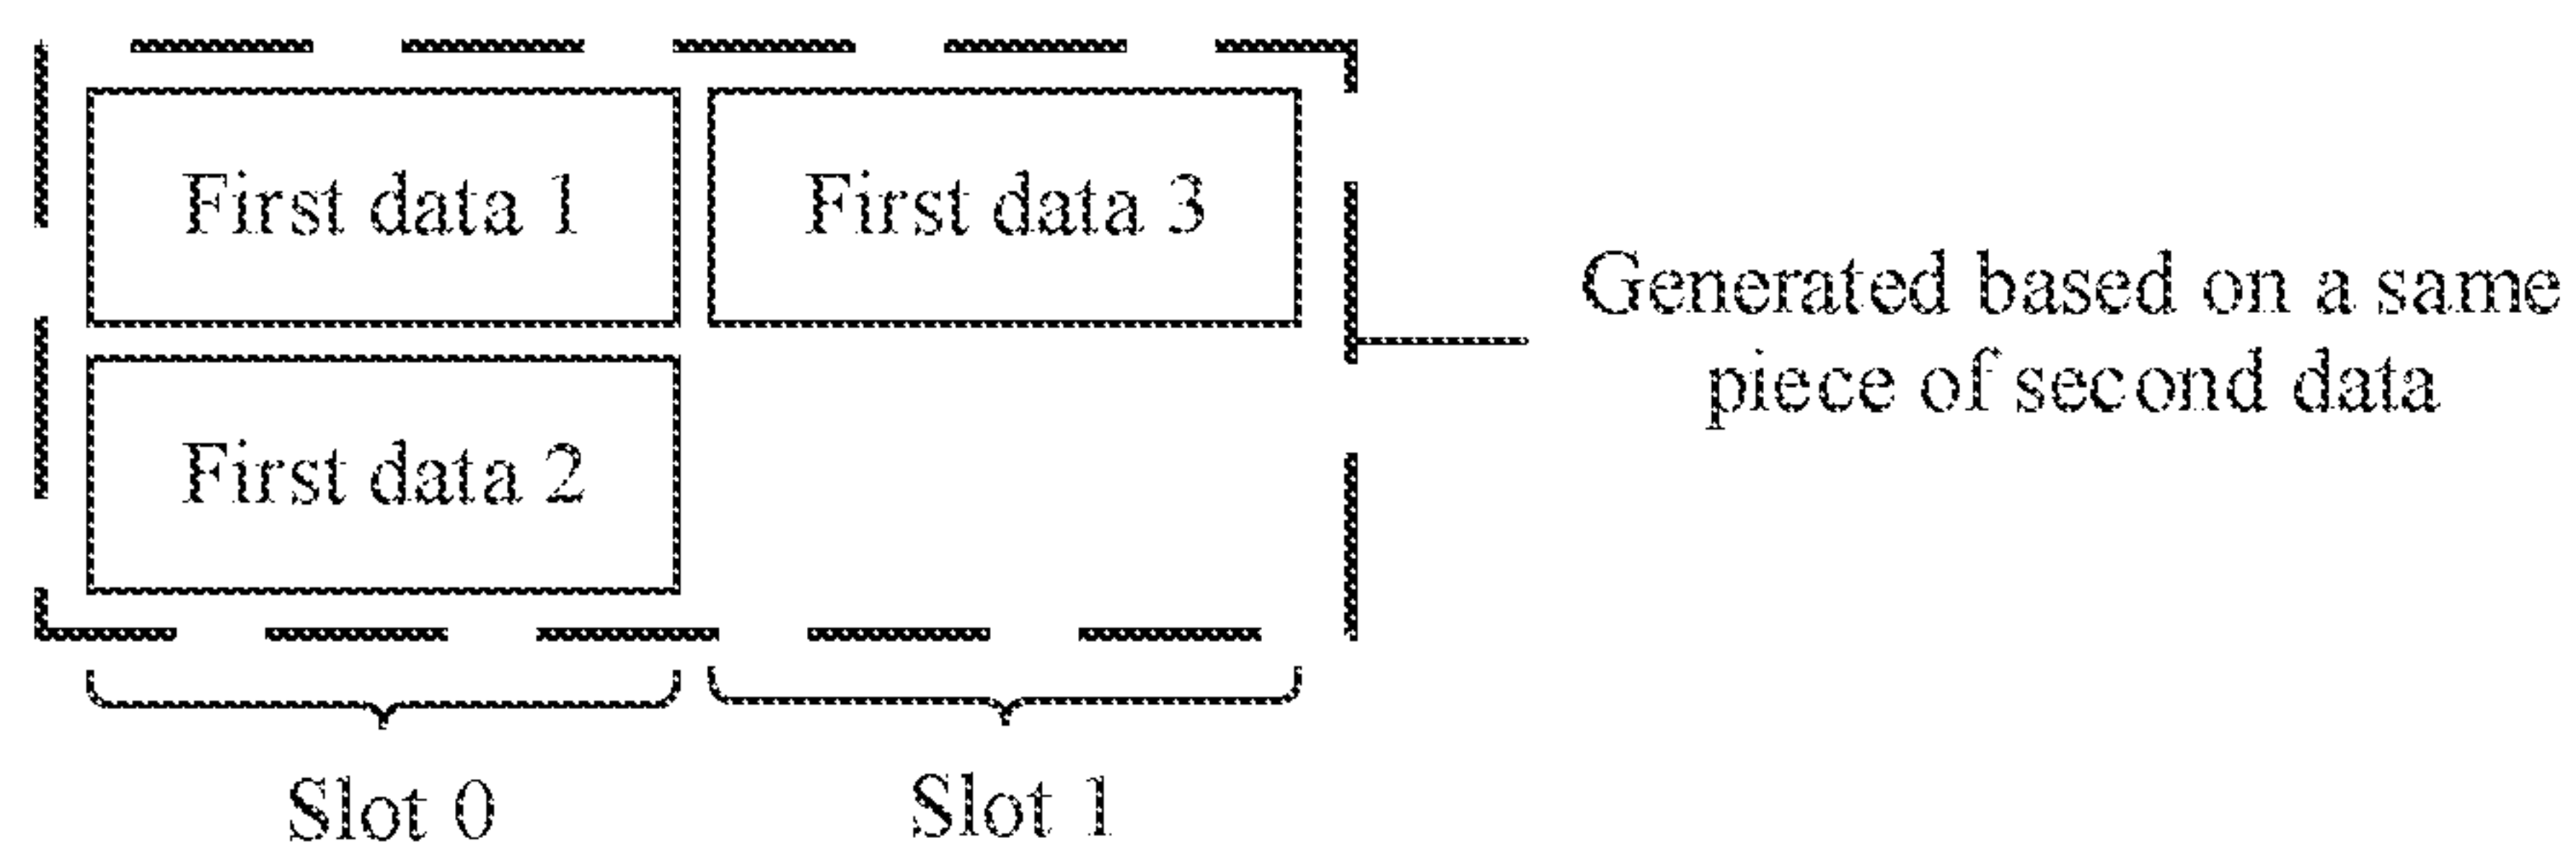 First data 1
First data 3
Generated based on a same
piece of second data
First data 2
Slot 0
Slot 1